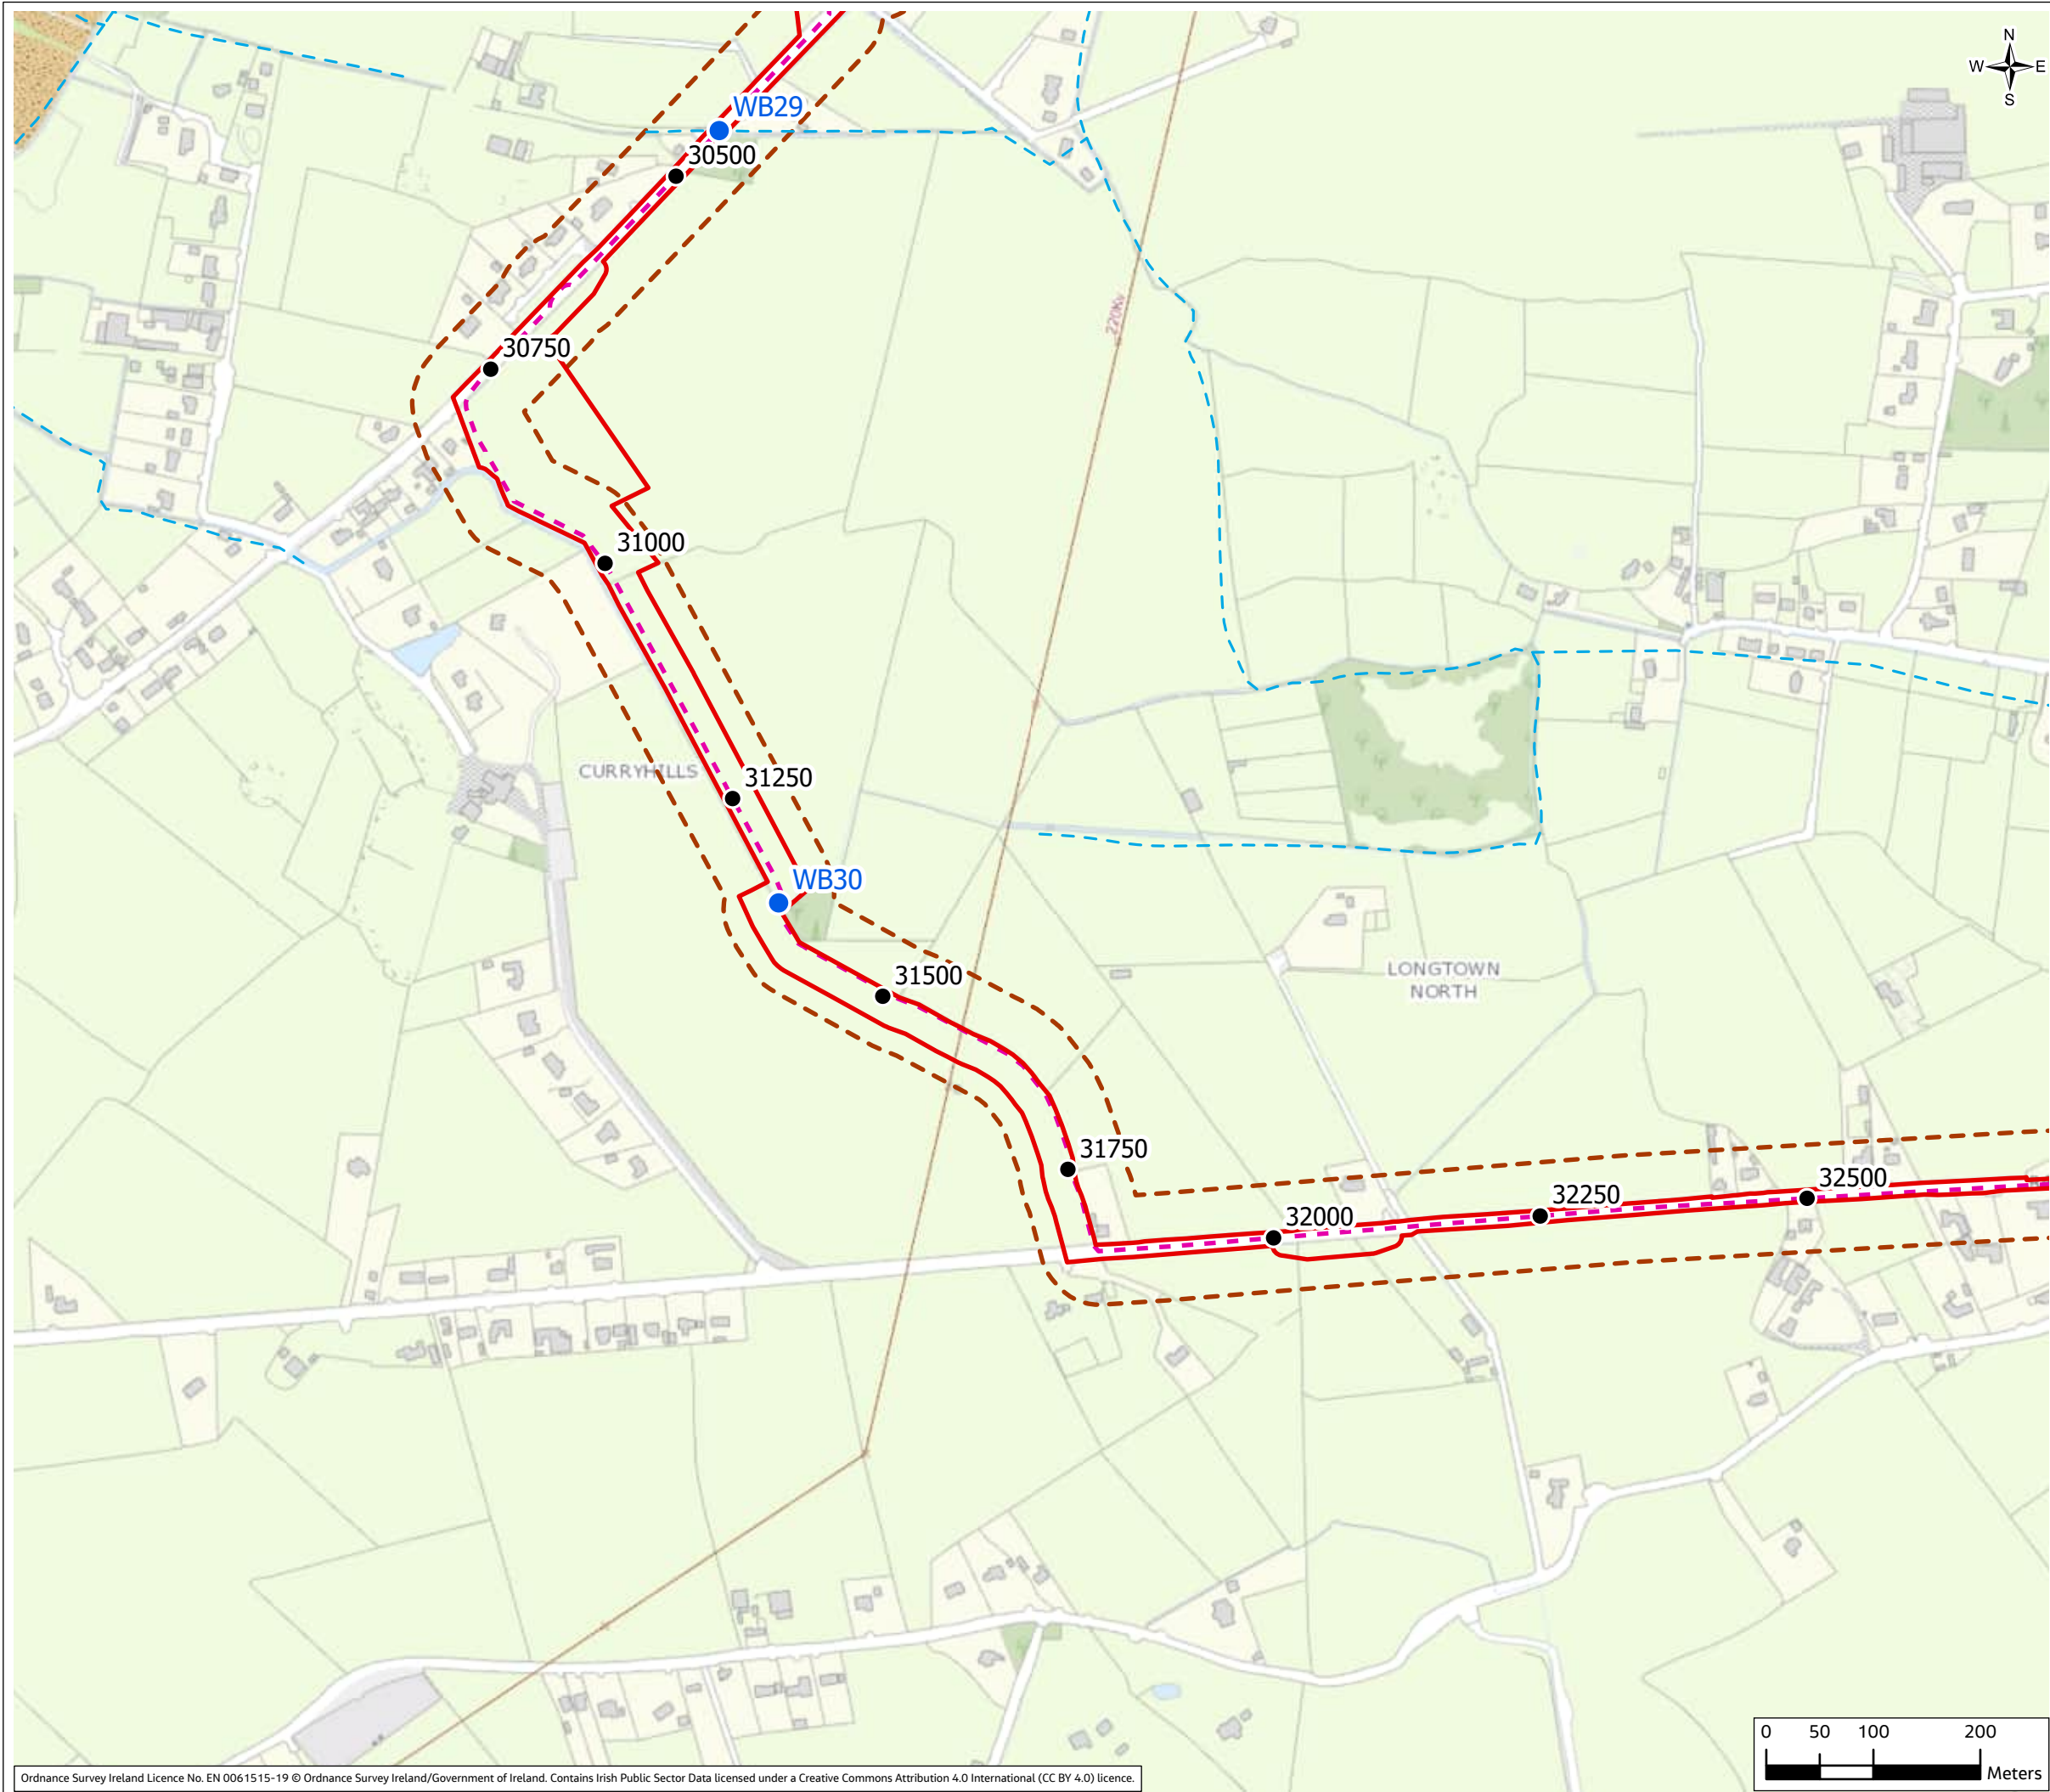 N
W E
S
WB29
30500
220Kv
30750
31000
CURRYHILLS
31250
WB30
31500
LONGTOWN
NORTH
31750
32000
32250
32500
0 50 100 200
Meters
Ordnance Survey Ireland Licence No. EN 0061515-19 © Ordnance Survey Ireland/Government of Ireland. Contains Irish Public Sector Data licensed under a Creative Commons Attribution 4.0 International (CC BY 4.0) licence.